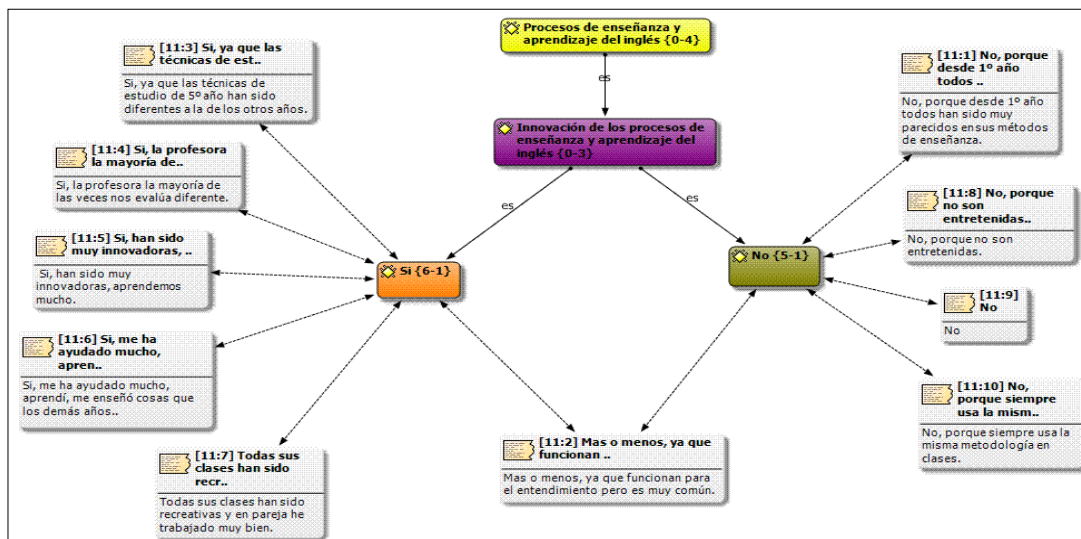 Procesos de enseñanza y
aprendizaje del inglés {0-4}
es
Innovación de los procesos de
enseñanza y aprendizaje del
inglés {0-3}
es
es
Si {6-1}
No {5-1}
[11:3] Si, ya que las
técnicas de est..
Si, ya que las técnicas de
estudio de 5º año han sido
diferentes a la de los otros años.
[11:4] Si, la profesora
la mayoría de..
Si, la profesora la mayoría de
las veces nos evalúa diferente.
[11:5] Si, han sido
muy innovadoras, ..
Si, han sido muy
innovadoras, aprendemos
mucho.
[11:6] Si, me ha
ayudado mucho,
apren..
Si, me ha ayudado mucho,
aprendí, me enseñó cosas que
los demás años..
[11:7] Todas sus
clases han sido
recr..
Todas sus clases han sido
recreativas y en pareja he
trabajado muy bien.
[11:2] Mas o menos, ya que
funcionan ..
Mas o menos, ya que funcionan para
el entendimiento pero es muy común.
[11:1] No, porque
desde 1º año
todos ..
No, porque desde 1º año
todos han sido muy
parecidos en sus métodos
de enseñanza.
[11:8] No, porque
no son
entretenidas..
No, porque no son
entretenidas.
[11:9]
No
No
[11:10] No,
porque siempre
usa la mism..
No, porque siempre usa la
misma metodología en
clases.